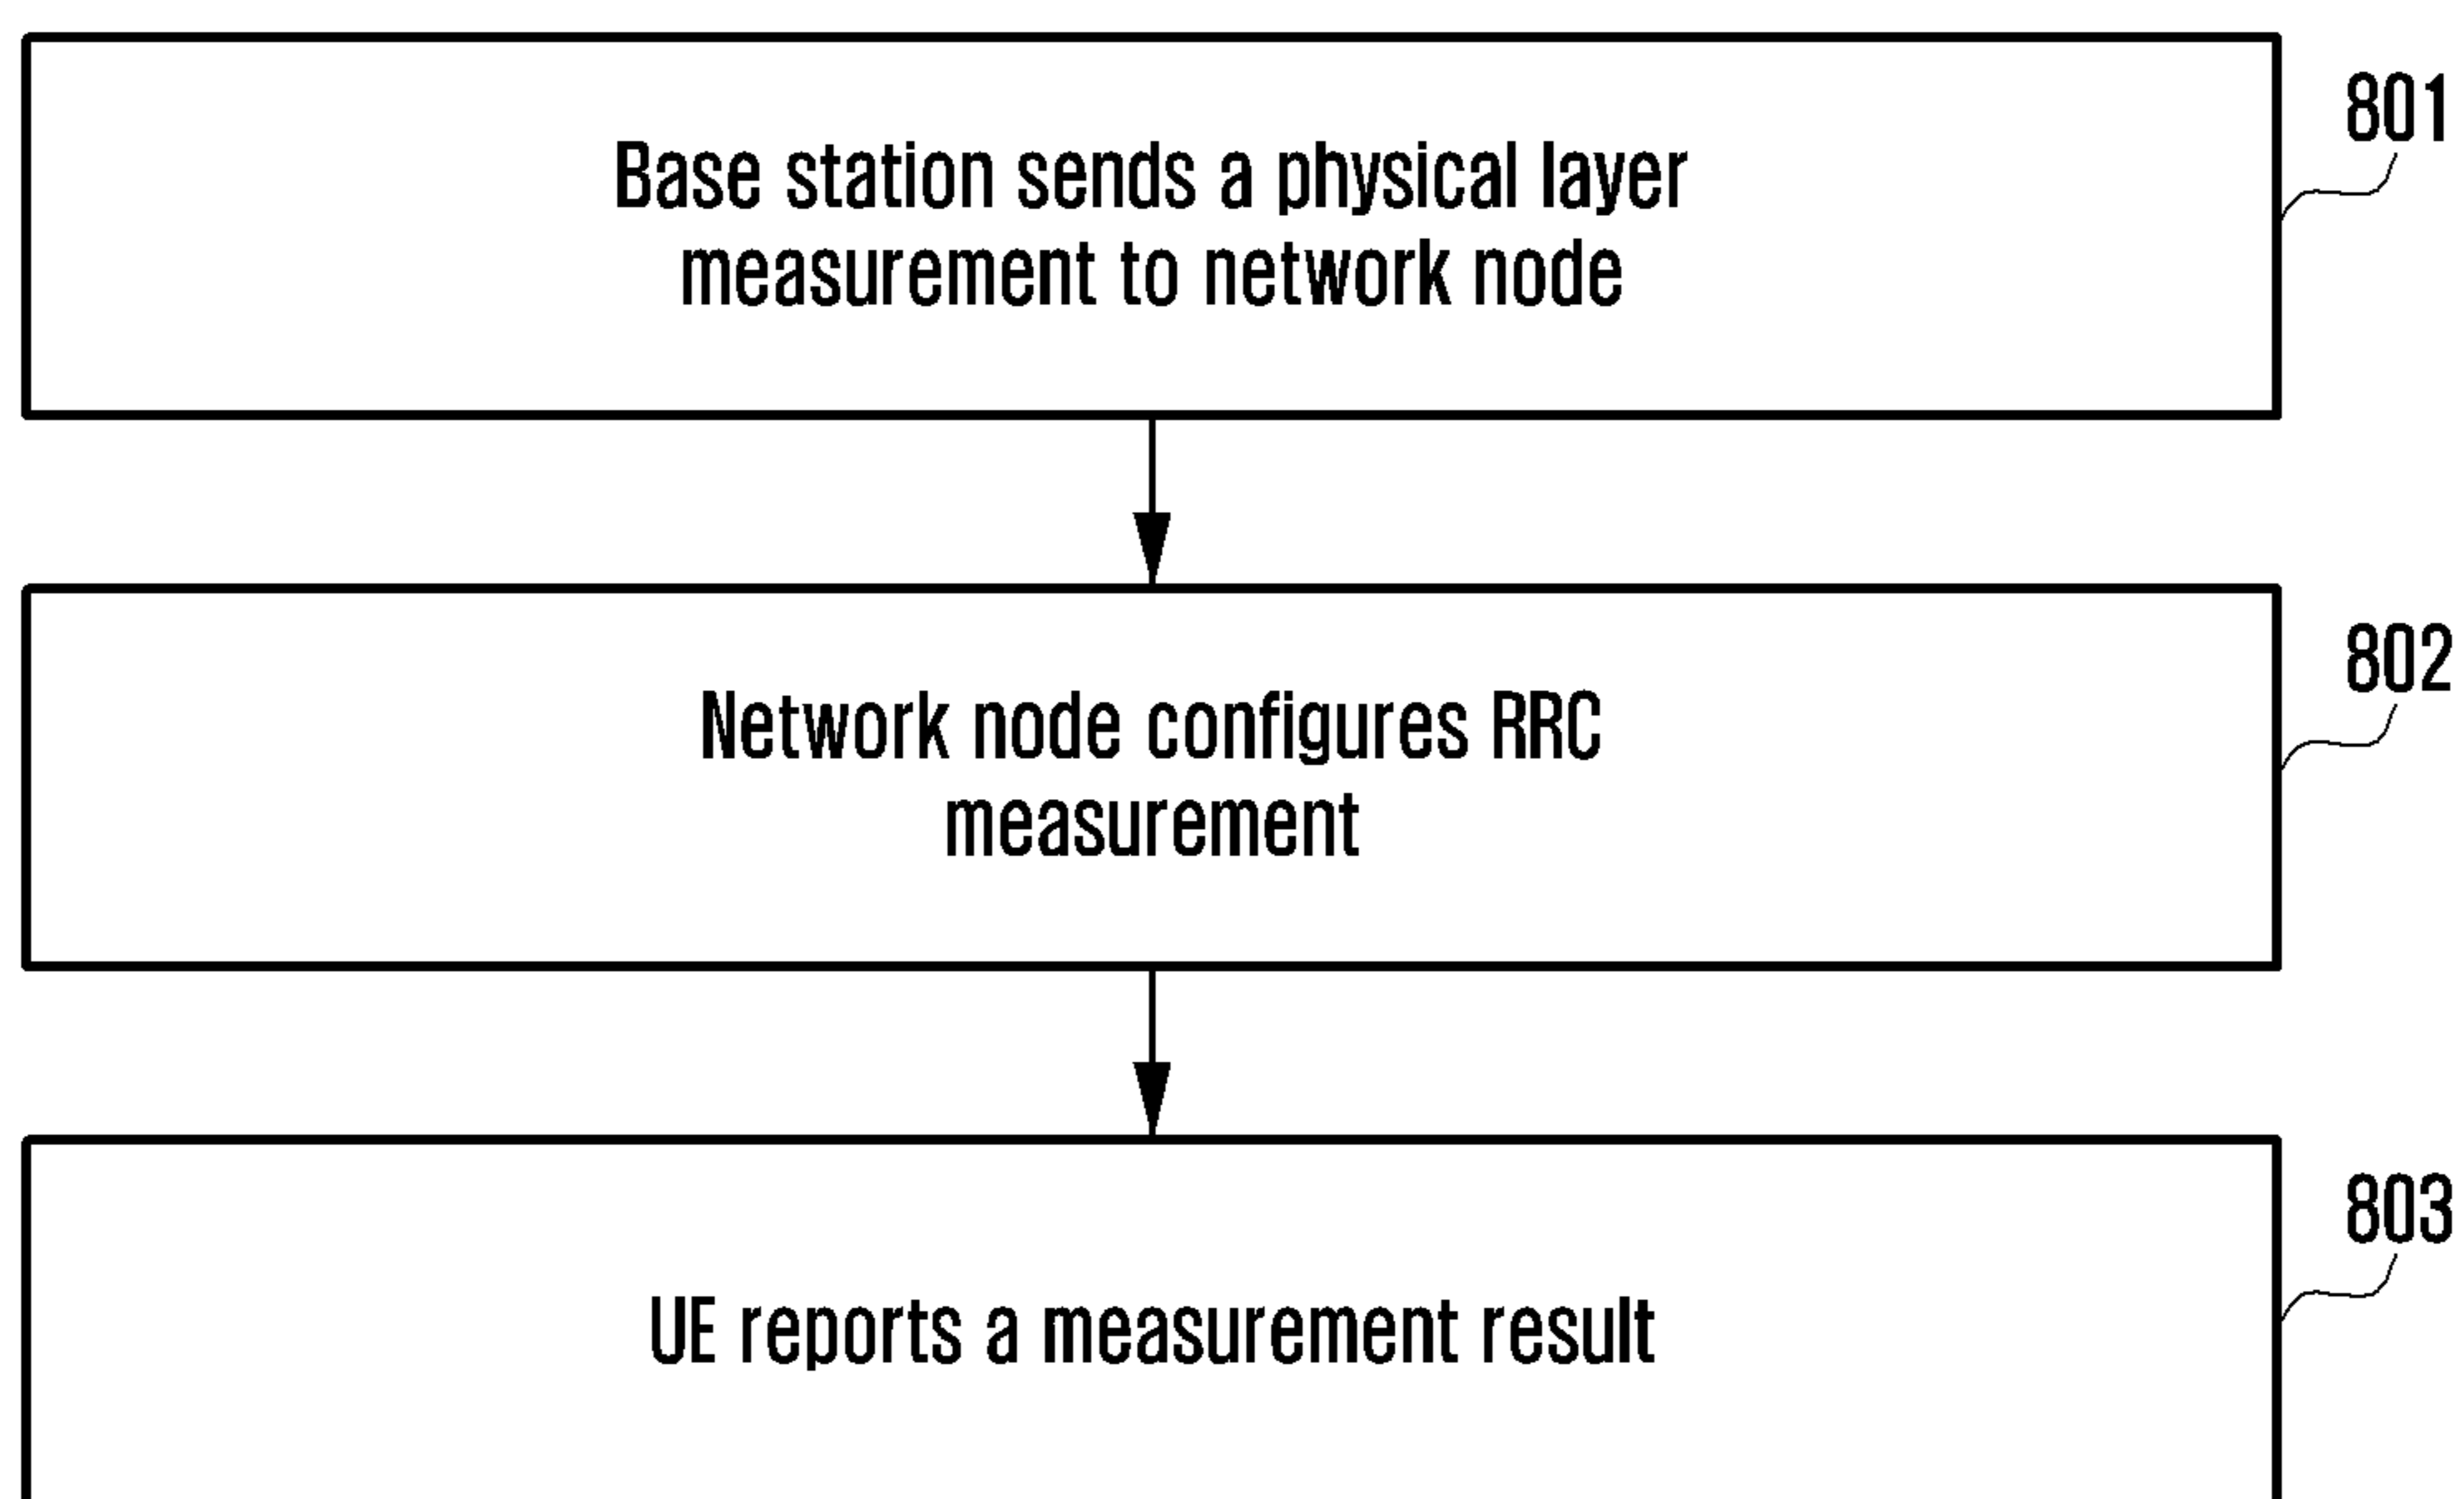 801
Base station sends a physical layer
measurement to network node
802
Network node configures RRC
measurement
803
UE reports a measurement result